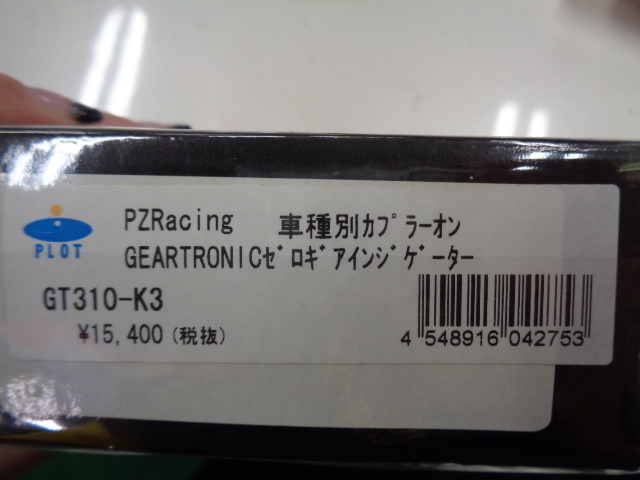 PLOT
PZRacing 車種別ｶﾌﾟﾗｰオン
GEARTRONICｾﾞﾛｷﾞｱインｼﾞｹﾞｰﾀｰ
GT310-K3
¥15,400(税抜)
4 548916 042753